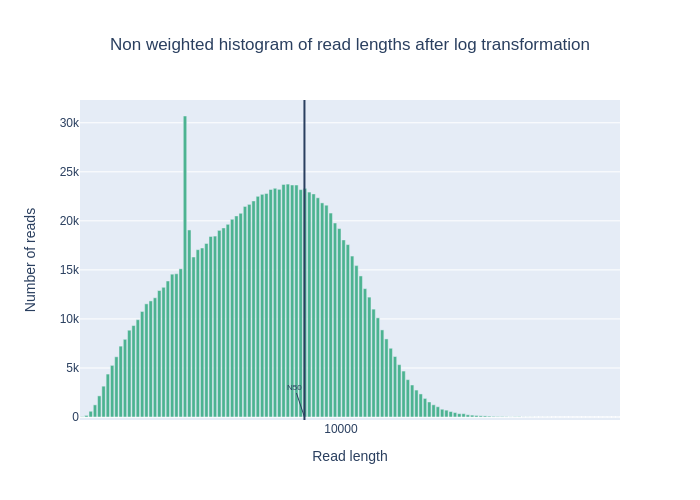 Non weighted histogram of read lengths after log transformation
30k
25k
20k
15k
10k
5k
0
Number of reads
N50
10000
Read length